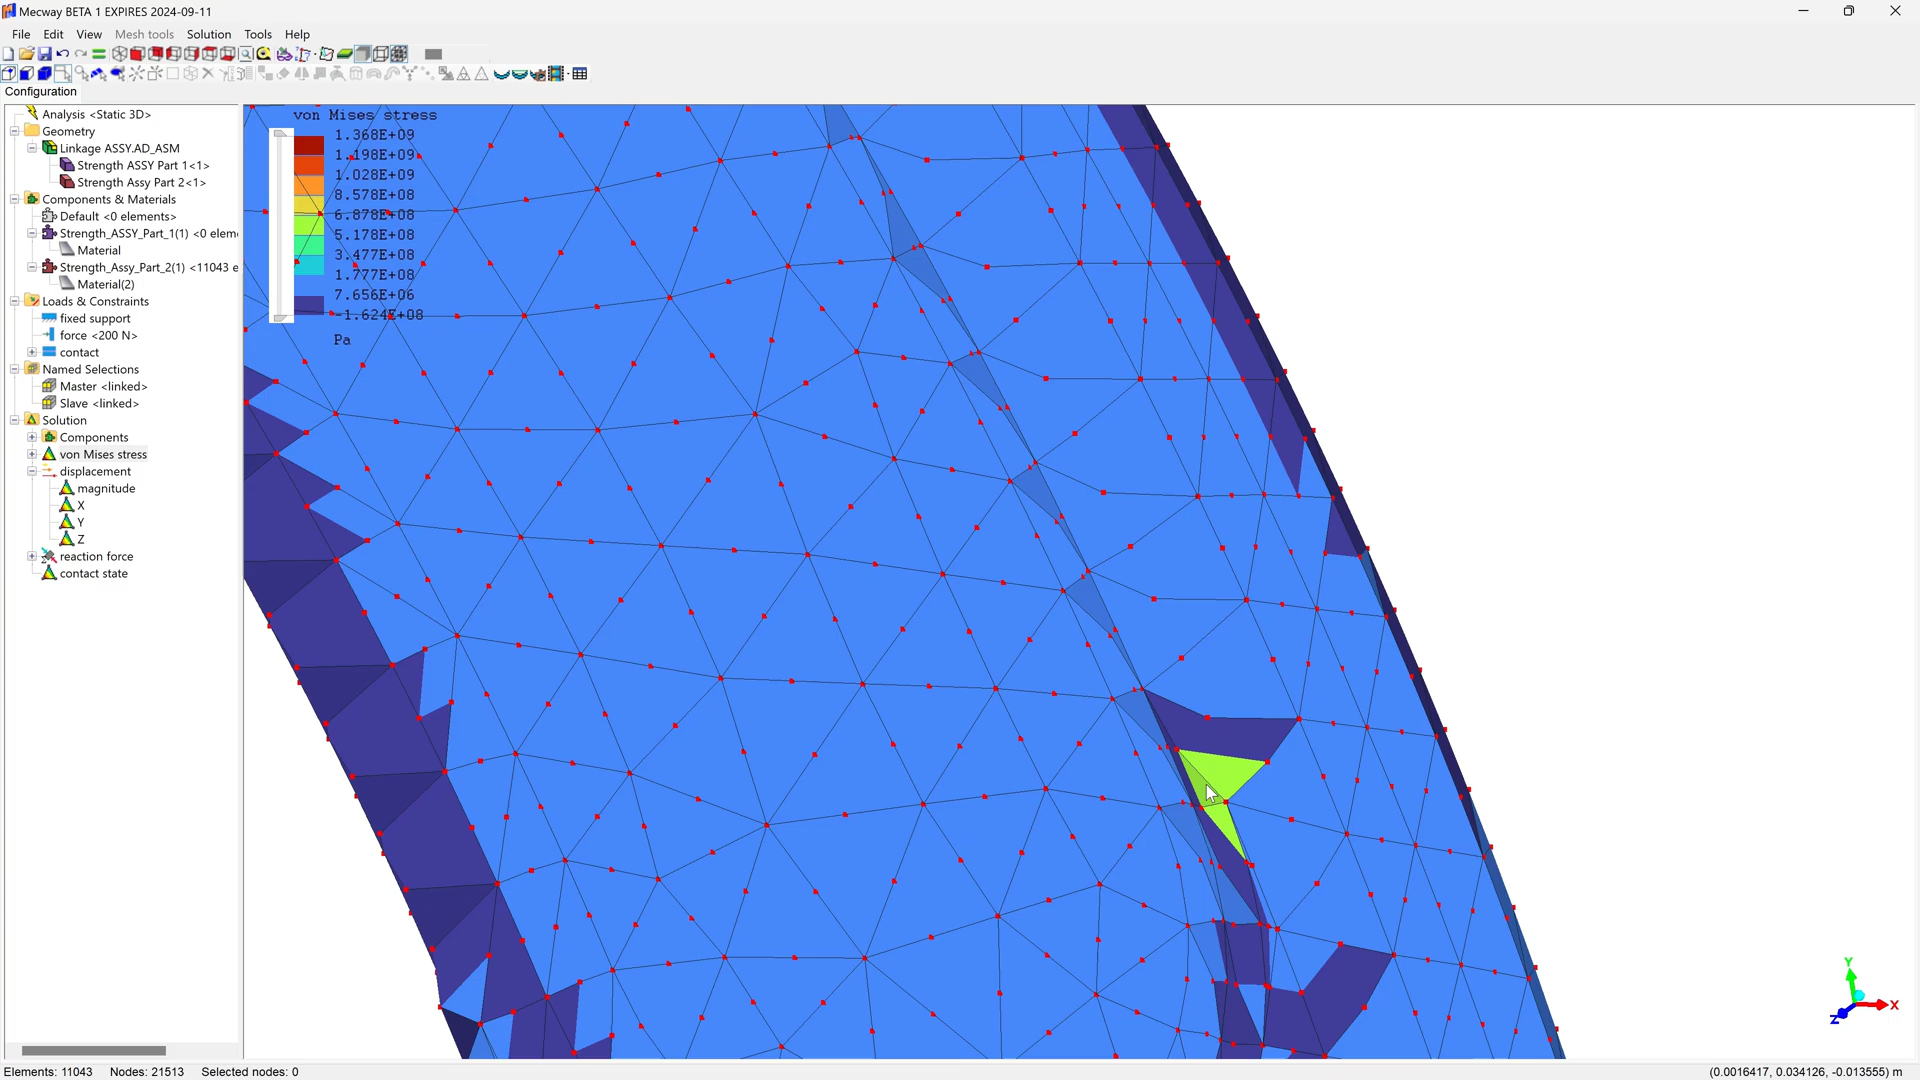 Mecway BETA 1 EXPIRES 2024-09-11
File Edit View Mesh tools Solution Tools Help
Configuration
Analysis <Static 3D>
Geometry
Linkage ASSY.AD_ASM
Strength ASSY Part 1<1>
Strength Assy Part 2<1>
Components & Materials
Default <0 elements>
Strength_ASSY_Part_1(1) <0 elem
Material
Strength_Assy_Part_2(1) <11043 e
Material(2)
Loads & Constraints
fixed support
force <200 N>
contact
Named Selections
Master <linked>
Slave <linked>
Solution
Components
von Mises stress
displacement
magnitude
X
Y
Z
reaction force
contact state
von Mises stress
1.368E+09
1.198E+09
1.028E+09
8.578E+08
6.878E+08
5.178E+08
3.477E+08
1.777E+08
7.656E+06
-1.624E+08
Pa
Y
X
Z
Elements: 11043 Nodes: 21513 Selected nodes: 0
(0.0016417, 0.034126, -0.013555) m